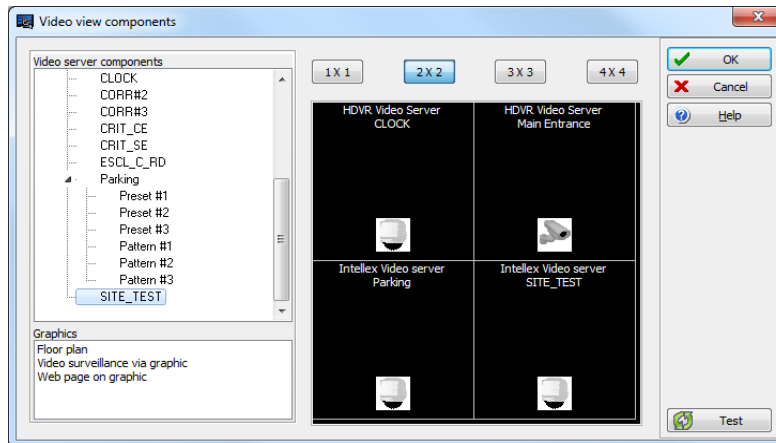 Video view components
Video server components
CLOCK
CORR#2
CORR#3
CRIT_CE
CRIT_SE
ESCL_C_RD
Parking
Preset #1
Preset #2
Preset #3
Pattern #1
Pattern #2
Pattern #3
SITE_TEST
Graphics
Floor plan
Video surveillance via graphic
Web page on graphic
1 X 1
2 X 2
3 X 3
4 X 4
HDVR Video Server
CLOCK
HDVR Video Server
Main Entrance
Intellex Video server
Parking
Intellex Video server
SITE_TEST
OK
Cancel
Help
Test